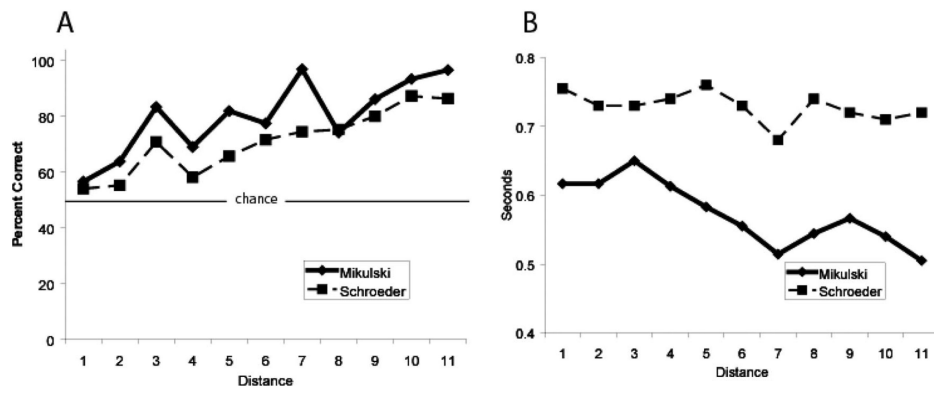 A
Percent Correct
100
80
60
40
20
0
chance
Mikulski
Schroeder
1 2 3 4 5 6 7 8 9 10 11
Distance
B
Seconds
0.8
0.7
0.6
0.5
0.4
Mikulski
Schroeder
1 2 3 4 5 6 7 8 9 10 11
Distance